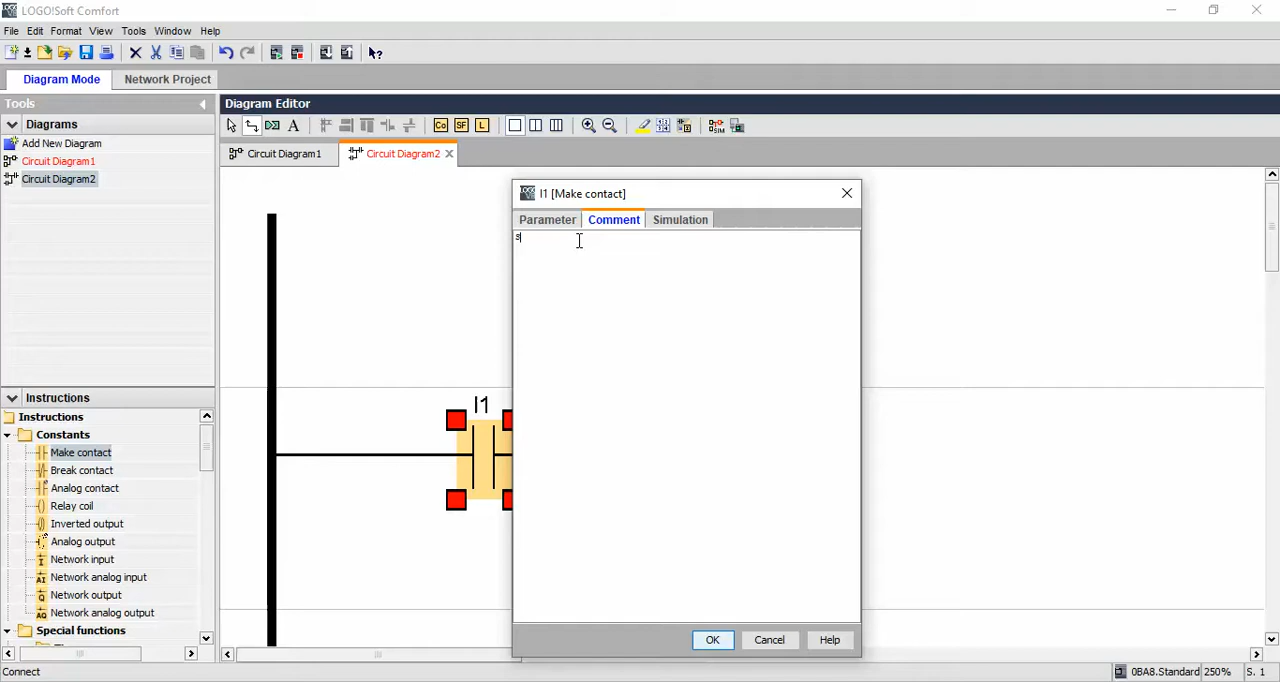 LOGO!Soft Comfort
File Edit Format View Tools Window Help
Diagram Mode Network Project
Tools
Diagrams
Add New Diagram
Circuit Diagram1
Circuit Diagram2
Instructions
Instructions
Constants
Make contact
Break contact
Analog contact
Relay coil
Inverted output
Analog output
Network input
Network analog input
Network output
Network analog output
Special functions
Diagram Editor
A Co SF L SIM
Circuit Diagram1 Circuit Diagram2
I1
I1 [Make contact]
Parameter Comment Simulation
s
OK Cancel Help
Connect 0BA8.Standard 250% S. 1